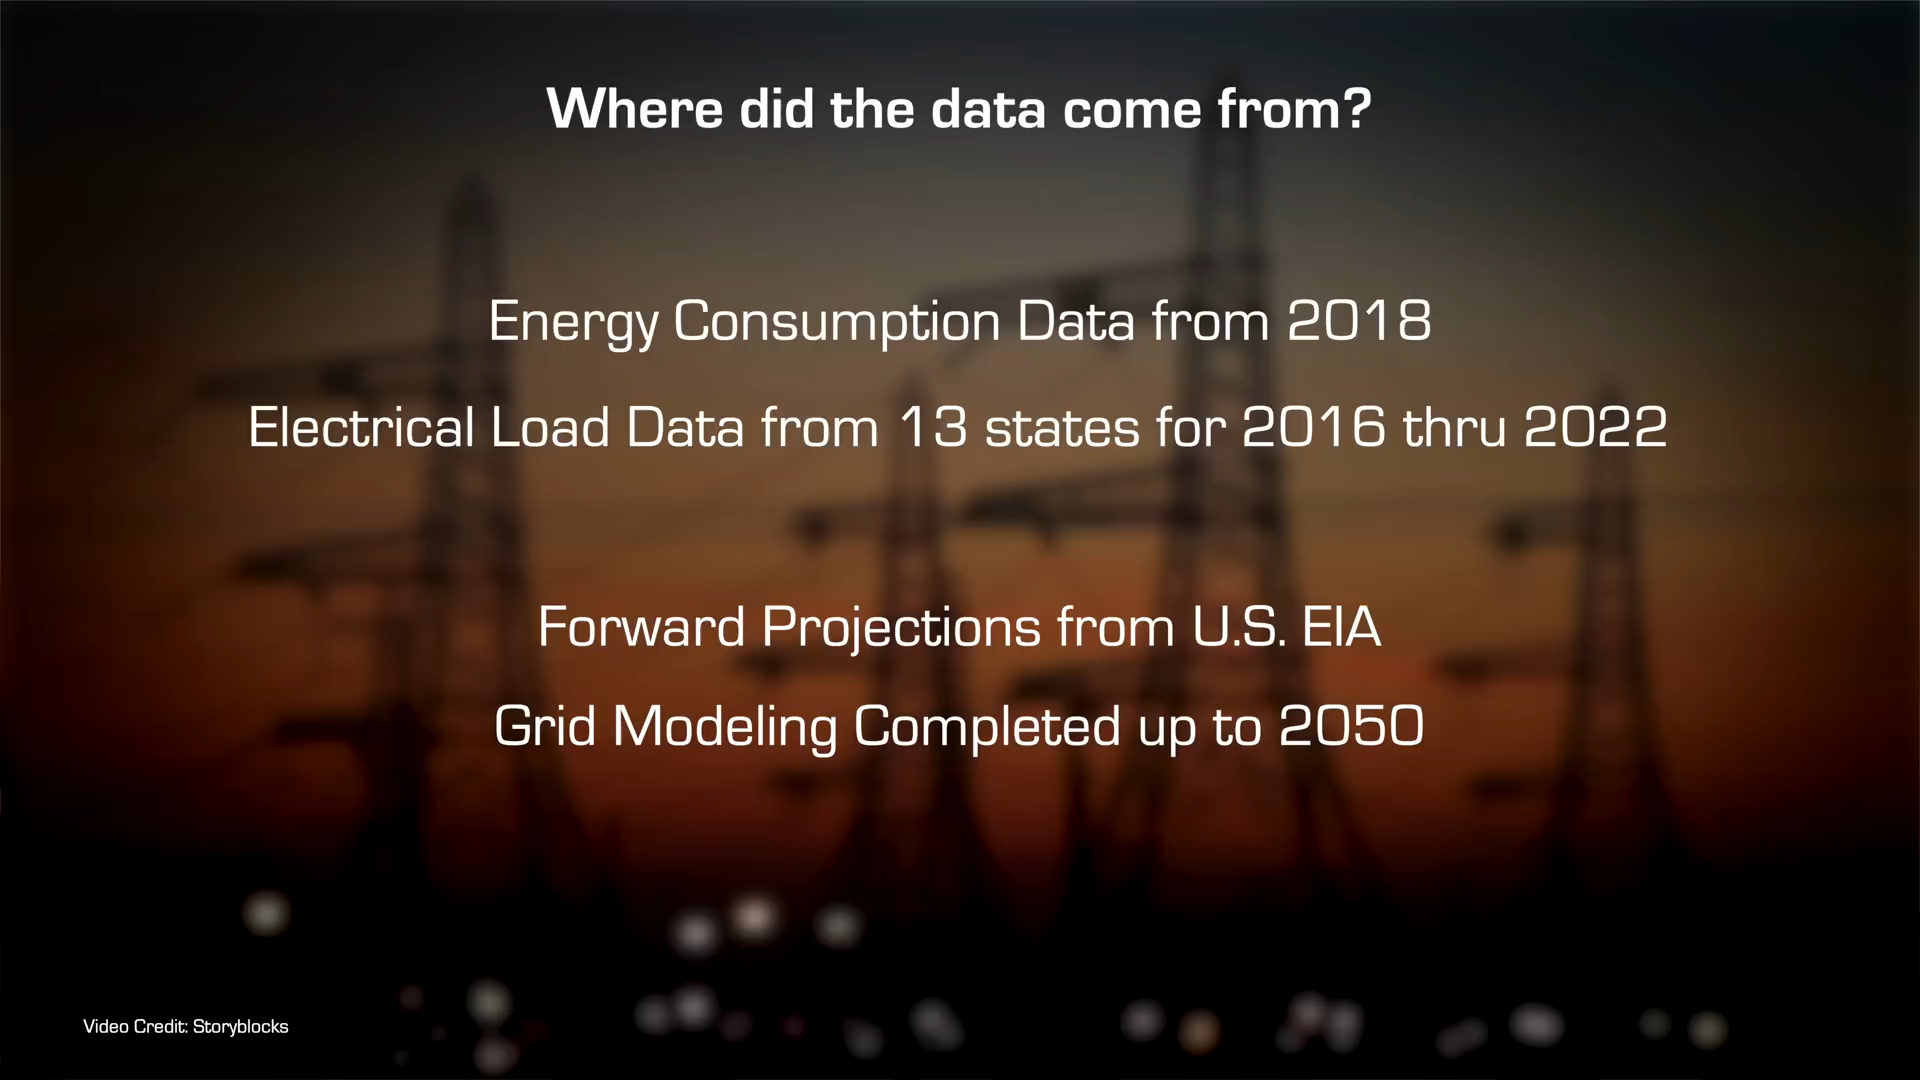 Where did the data come from?
Energy Consumption Data from 2018
Electrical Load Data from 13 states for 2016 thru 2022
Forward Projections from U.S. EIA
Grid Modeling Completed up to 2050
Video Credit: Storyblocks